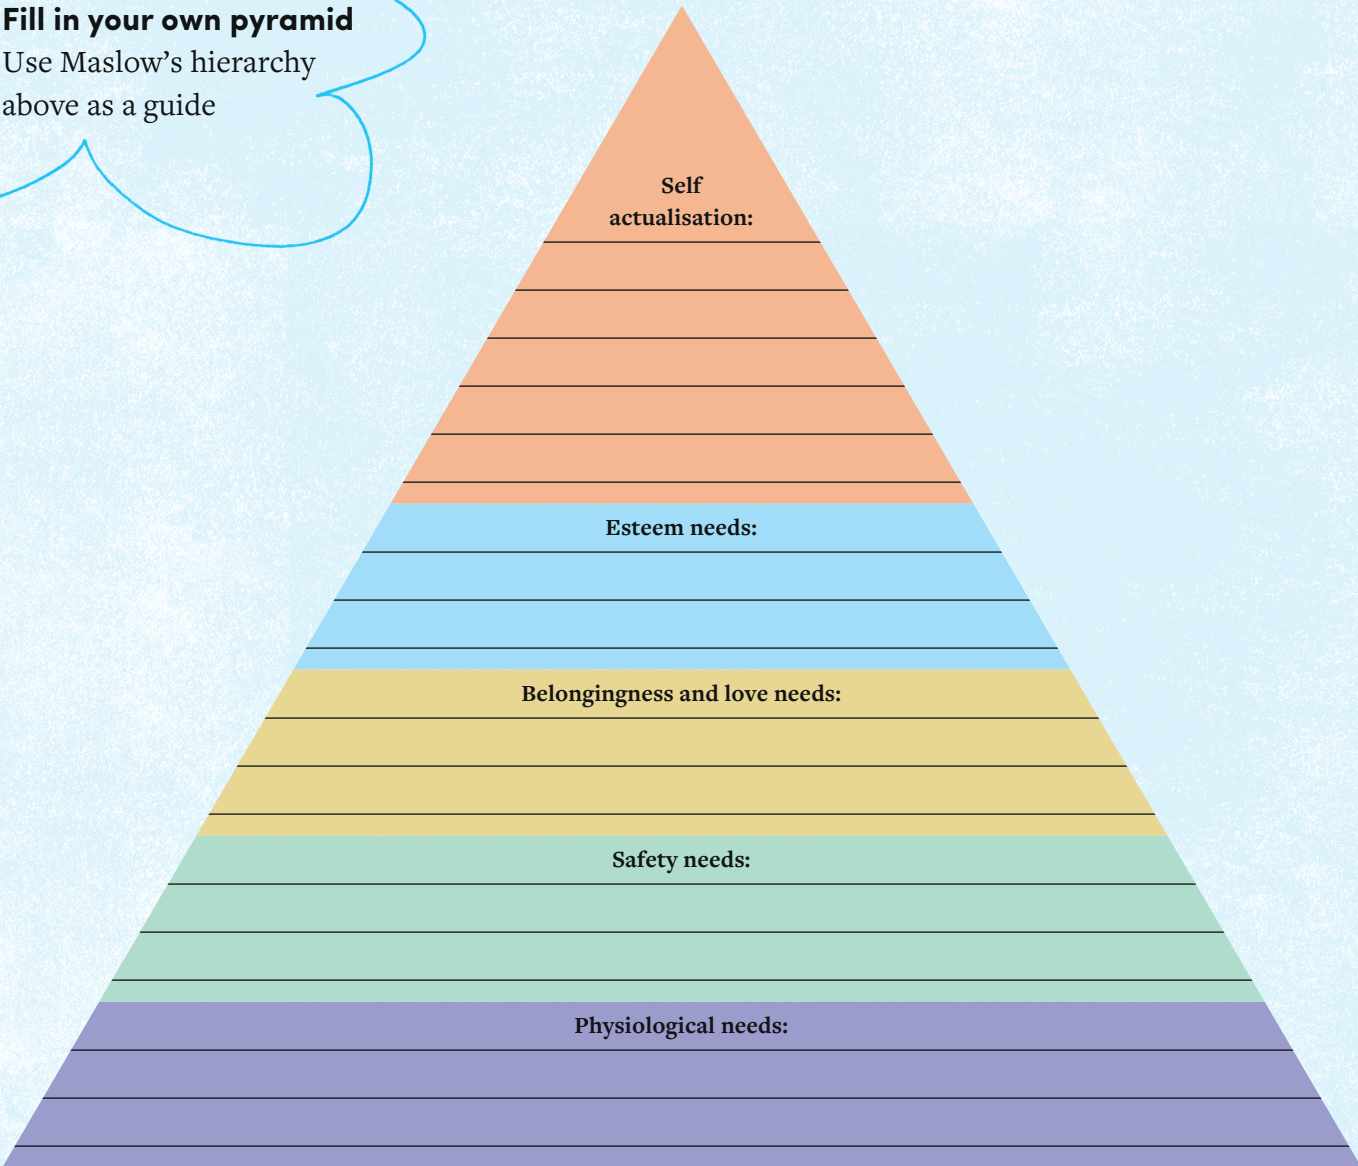 Fill in your own pyramid
Use Maslow’s hierarchy
above as a guide
Self
actualisation:
Esteem needs:
Belongingness and love needs:
Safety needs:
Physiological needs: